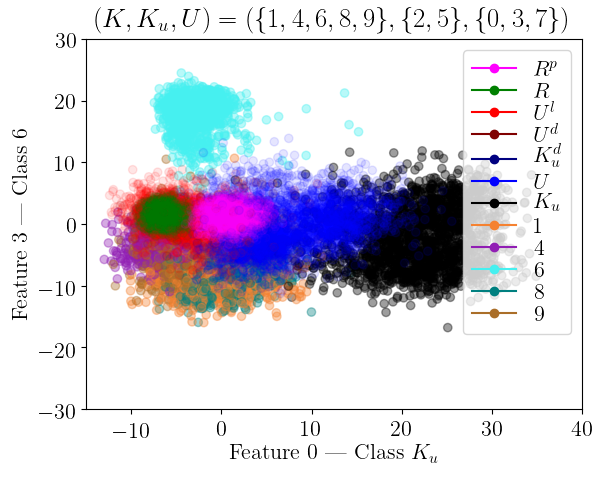 (K, K_u, U) = ({1, 4, 6, 8, 9}, {2, 5}, {0, 3, 7})
30
20
10
0
−10
−20
−30
Feature 3 — Class 6
R^p
R
U^l
U^d
K_u^d
U
K_u
1
4
6
8
9
−10
0
10
20
30
40
Feature 0 — Class K_u